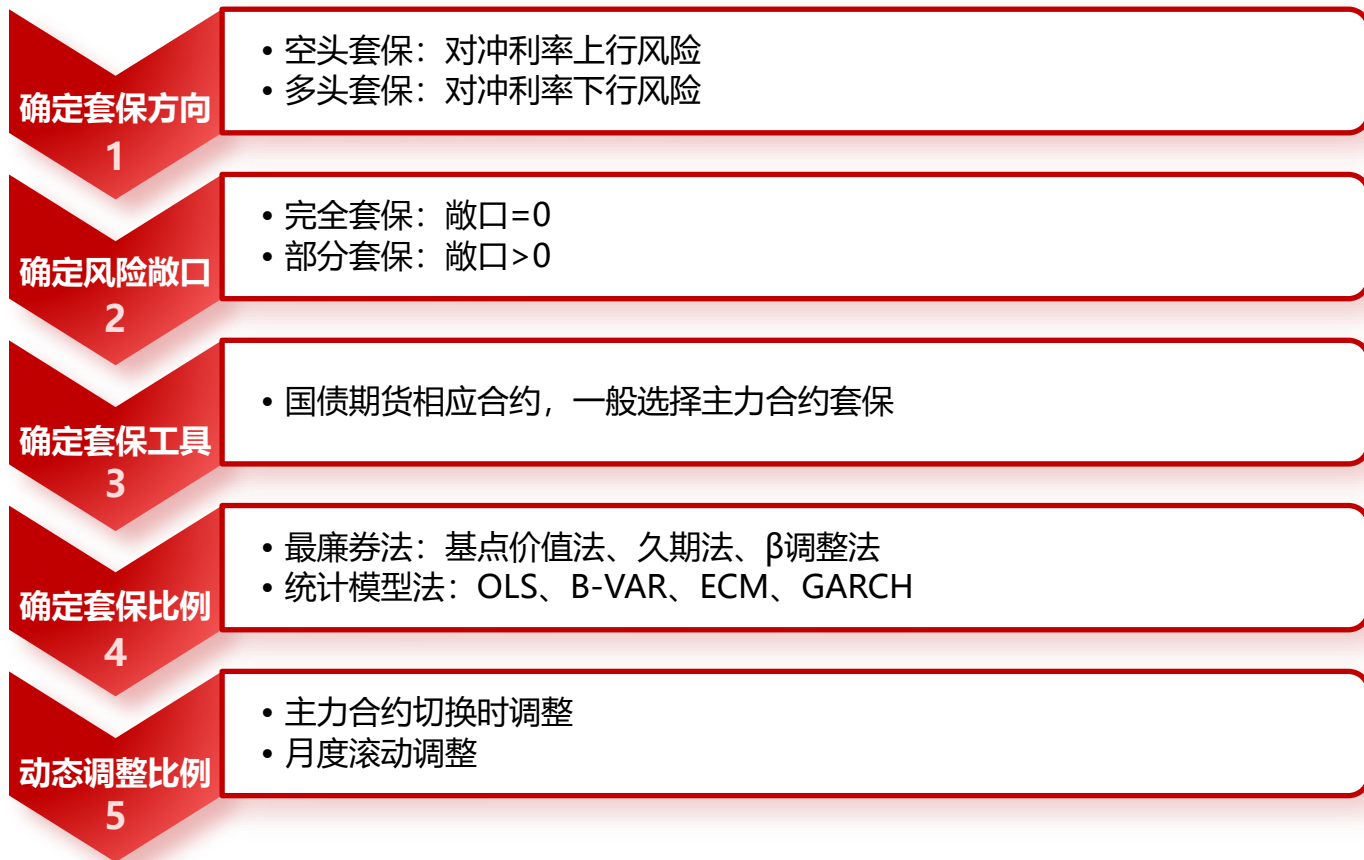 确定套保方向
1
• 空头套保：对冲利率上行风险
• 多头套保：对冲利率下行风险
确定风险敞口
2
• 完全套保：敞口=0
• 部分套保：敞口>0
确定套保工具
3
• 国债期货相应合约，一般选择主力合约套保
确定套保比例
4
• 最廉券法：基点价值法、久期法、β调整法
• 统计模型法：OLS、B-VAR、ECM、GARCH
动态调整比例
5
• 主力合约切换时调整
• 月度滚动调整